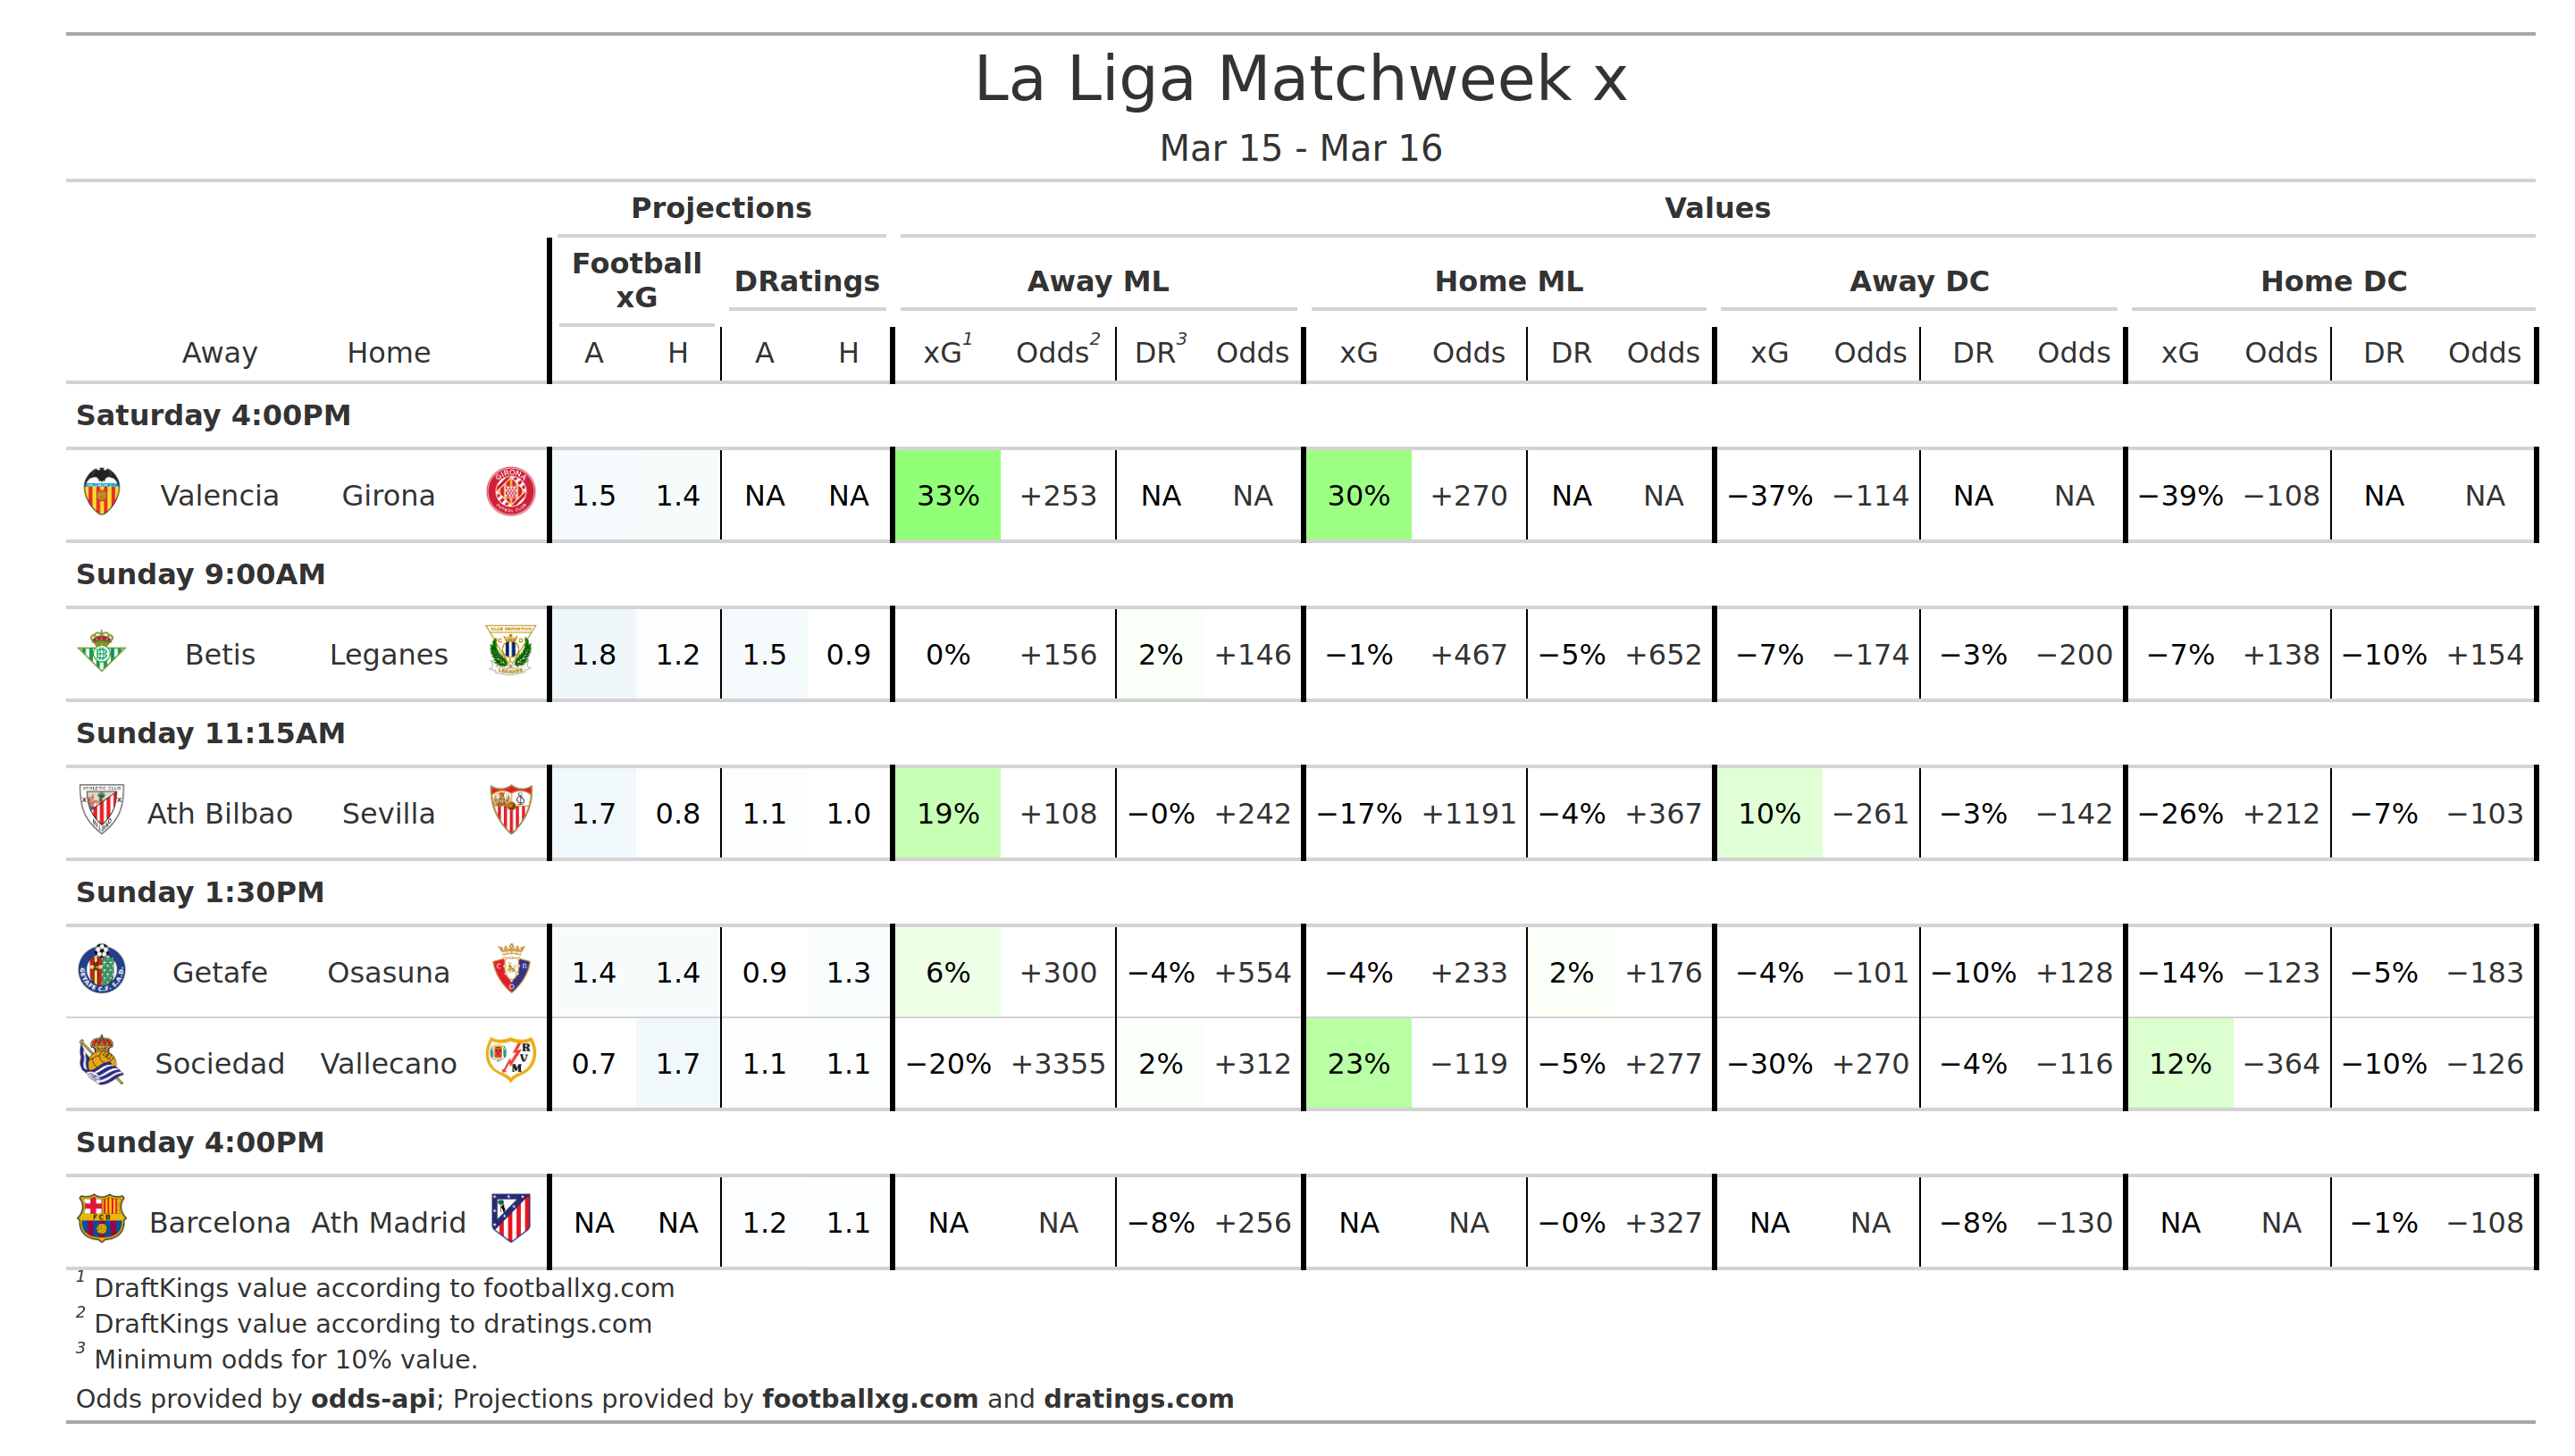 La Liga Matchweek x
Mar 15 - Mar 16
Projections Values
Football xG DRatings Away ML Home ML Away DC Home DC
Away Home A H A H xG1 Odds2 DR3 Odds xG Odds DR Odds xG Odds DR Odds xG Odds DR Odds
Saturday 4:00PM
Valencia Girona 1.5 1.4 NA NA 33% +253 NA NA 30% +270 NA NA −37% −114 NA NA −39% −108 NA NA
Sunday 9:00AM
Betis Leganes 1.8 1.2 1.5 0.9 0% +156 2% +146 −1% +467 −5% +652 −7% −174 −3% −200 −7% +138 −10% +154
Sunday 11:15AM
Ath Bilbao Sevilla 1.7 0.8 1.1 1.0 19% +108 −0% +242 −17% +1191 −4% +367 10% −261 −3% −142 −26% +212 −7% −103
Sunday 1:30PM
Getafe Osasuna 1.4 1.4 0.9 1.3 6% +300 −4% +554 −4% +233 2% +176 −4% −101 −10% +128 −14% −123 −5% −183
Sociedad Vallecano 0.7 1.7 1.1 1.1 −20% +3355 2% +312 23% −119 −5% +277 −30% +270 −4% −116 12% −364 −10% −126
Sunday 4:00PM
Barcelona Ath Madrid NA NA 1.2 1.1 NA NA −8% +256 NA NA −0% +327 NA NA −8% −130 NA NA −1% −108
1 DraftKings value according to footballxg.com
2 DraftKings value according to dratings.com
3 Minimum odds for 10% value.
Odds provided by odds-api; Projections provided by footballxg.com and dratings.com